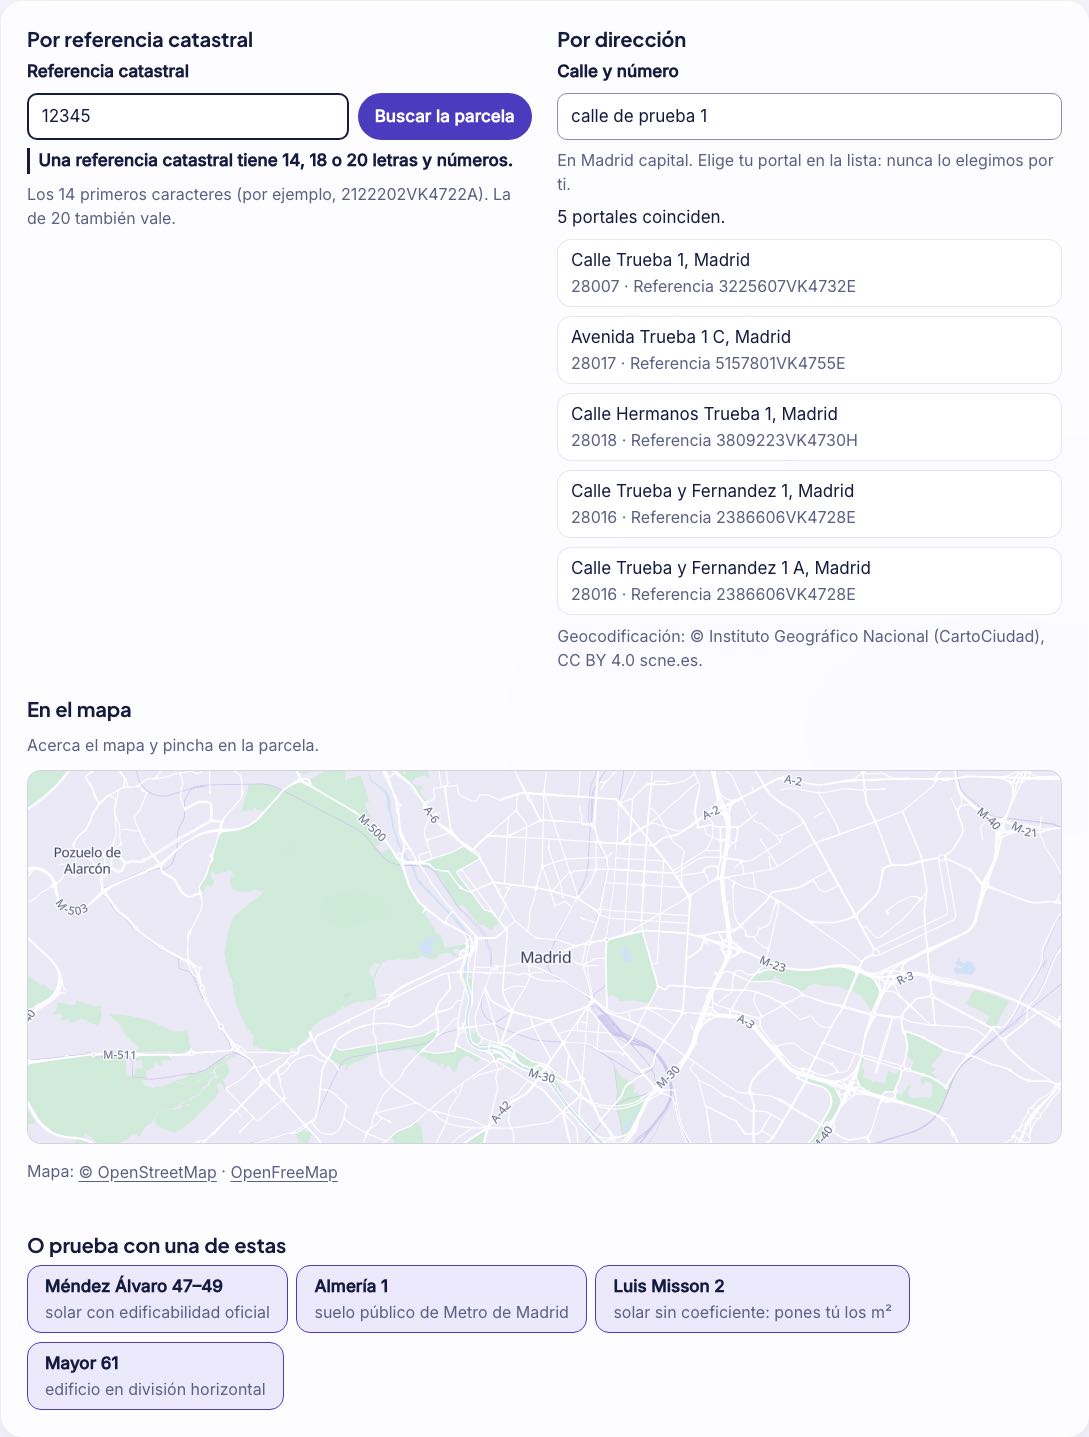 Por referencia catastral
Referencia catastral
12345
Buscar la parcela
Una referencia catastral tiene 14, 18 o 20 letras y números.
Los 14 primeros caracteres (por ejemplo, 2122202VK4722A). La
de 20 también vale.
Por dirección
Calle y número
calle de prueba 1
En Madrid capital. Elige tu portal en la lista: nunca lo elegimos por
ti.
5 portales coinciden.
Calle Trueba 1, Madrid
28007 · Referencia 3225607VK4732E
Avenida Trueba 1 C, Madrid
28017 · Referencia 5157801VK4755E
Calle Hermanos Trueba 1, Madrid
28018 · Referencia 3809223VK4730H
Calle Trueba y Fernandez 1, Madrid
28016 · Referencia 2386606VK4728E
Calle Trueba y Fernandez 1 A, Madrid
28016 · Referencia 2386606VK4728E
Geocodificación: © Instituto Geográfico Nacional (CartoCiudad),
CC BY 4.0 scne.es.
En el mapa
Acerca el mapa y pincha en la parcela.
A-2
A-6
M-500
A-2
M-40
M-21
Pozuelo de
Alarcón
M-503
Madrid
M-23
R-3
A-3
M-511
M-30
M-30
A-42
Mapa: © OpenStreetMap · OpenFreeMap
O prueba con una de estas
Méndez Álvaro 47–49
solar con edificabilidad oficial
Almería 1
suelo público de Metro de Madrid
Luis Misson 2
solar sin coeficiente: pones tú los m²
Mayor 61
edificio en división horizontal